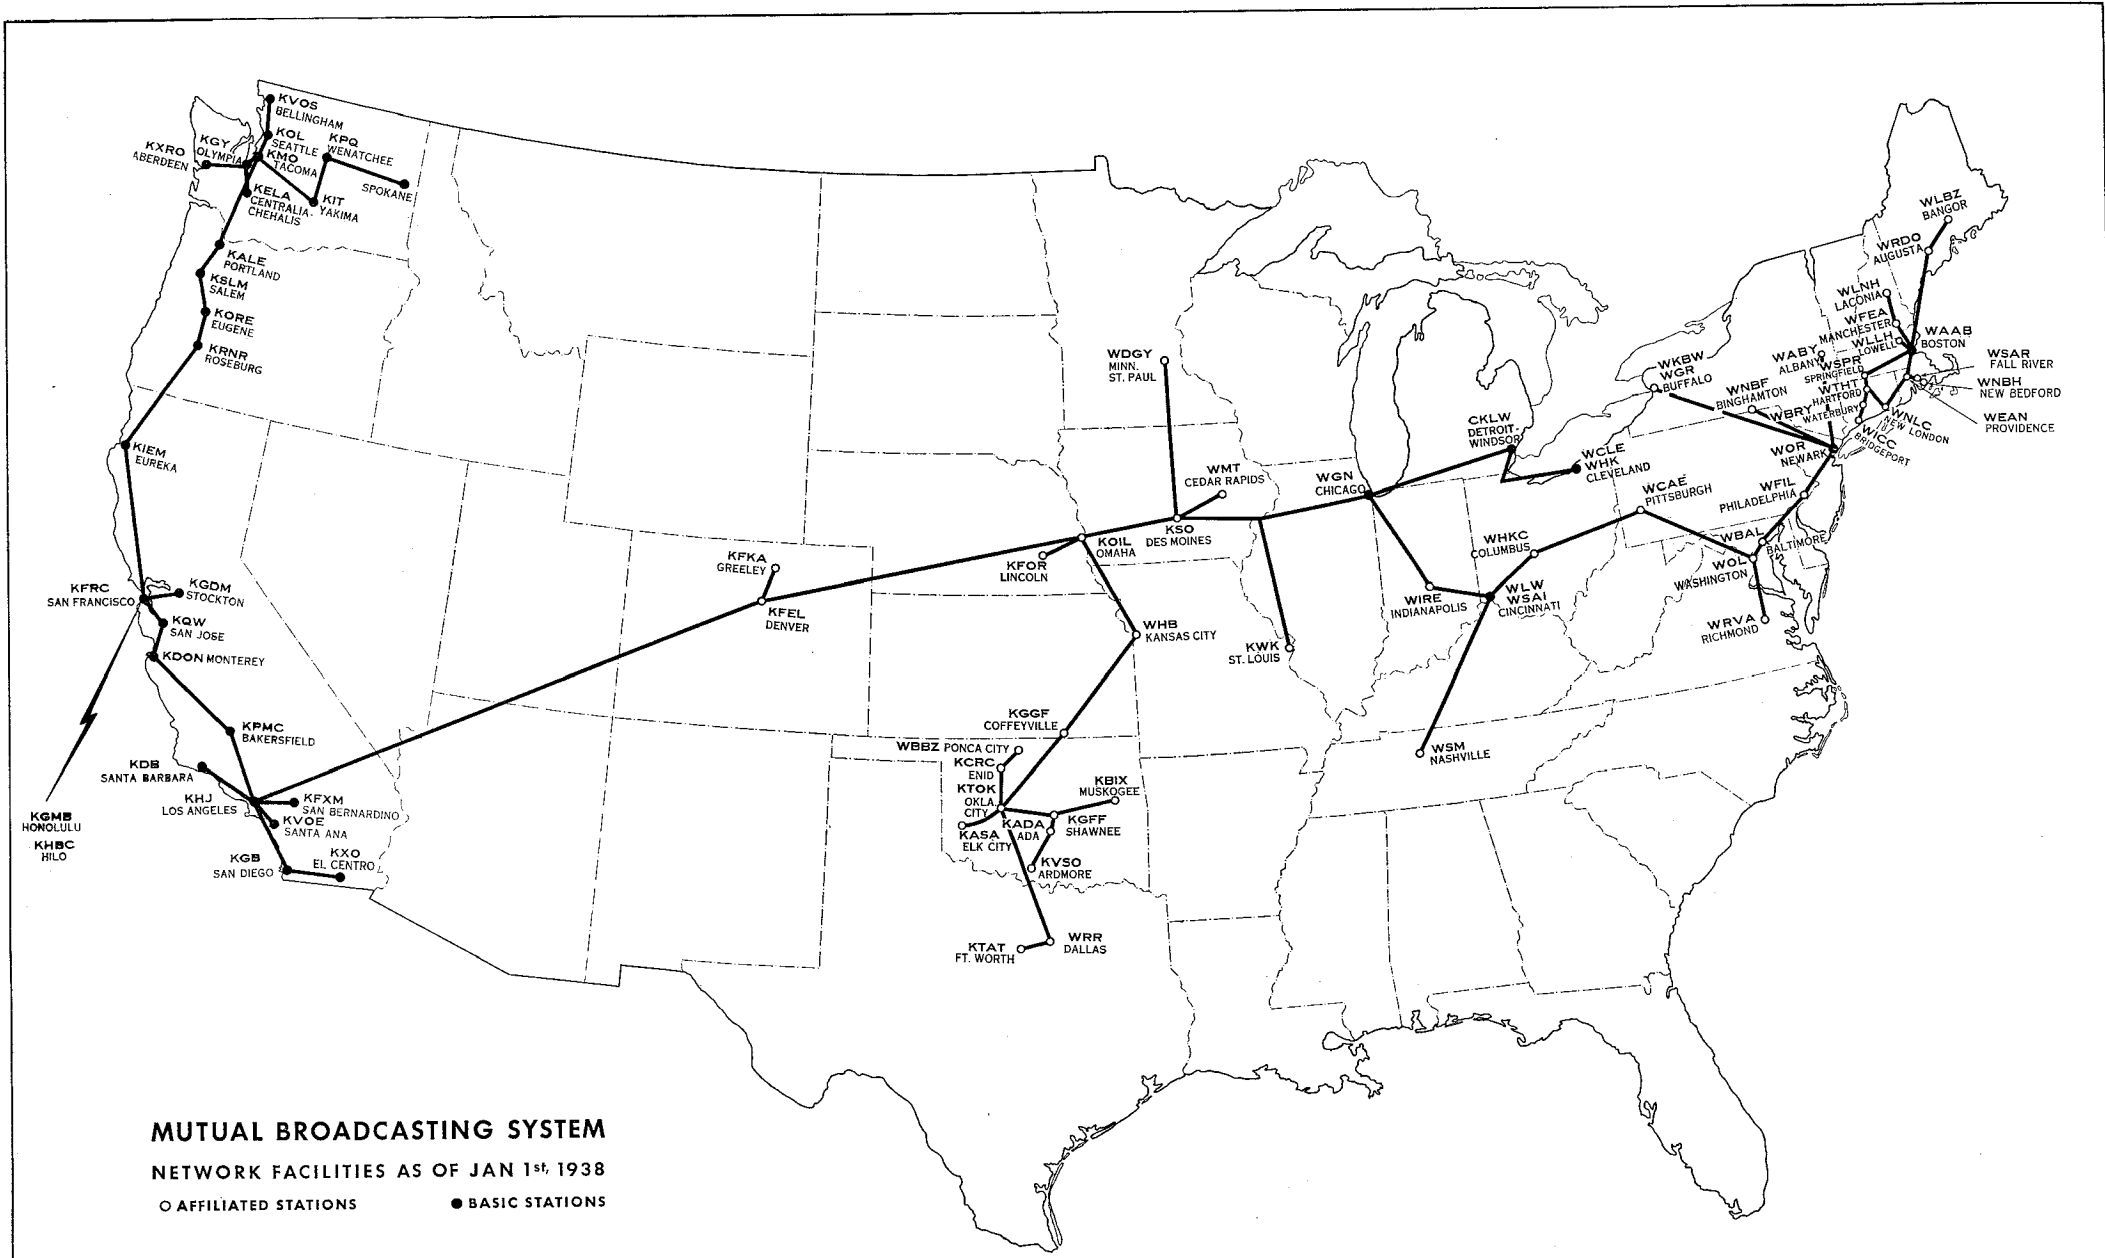 KVOS
BELLINGHAM
KOL
SEATTLE
KPQ
WENATCHEE
KGY
OLYMPIA
KXRO
ABERDEEN
KMO
TACOMA
SPOKANE
KELA
CENTRALIA-
CHEHALIS
KIT
YAKIMA
KALE
PORTLAND
KSLM
SALEM
KORE
EUGENE
KRNR
ROSEBURG
KIEM
EUREKA
KFRC
SAN FRANCISCO
KGDM
STOCKTON
KQW
SAN JOSE
KDON MONTEREY
KPMC
BAKERSFIELD
KDB
SANTA BARBARA
KHJ
LOS ANGELES
KFXM
SAN BERNARDINO
KVOE
SANTA ANA
KGB
SAN DIEGO
KXO
EL CENTRO
KGMB
HONOLULU
KHBC
HILO
KFKA
GREELEY
KFEL
DENVER
WDGY
MINN.
ST. PAUL
WMT
CEDAR RAPIDS
KSO
DES MOINES
KOIL
OMAHA
KFOR
LINCOLN
WHB
KANSAS CITY
KWK
ST. LOUIS
KGGF
COFFEYVILLE
WBBZ PONCA CITY
KCRC
ENID
KTOK
OKLA.
CITY
KBIX
MUSKOGEE
KASA
ELK CITY
KADA
ADA
KGFF
SHAWNEE
KVSO
ARDMORE
KTAT
FT. WORTH
WRR
DALLAS
WGN
CHICAGO
CKLW
DETROIT-
WINDSOR
WCLE
WHK
CLEVELAND
WIRE
INDIANAPOLIS
WLW
WSAI
CINCINNATI
WHKC
COLUMBUS
WCAE
PITTSBURGH
WSM
NASHVILLE
WLBZ
BANGOR
WRDO
AUGUSTA
WLNH
LACONIA
WFEA
MANCHESTER
WLLH
LOWELL
WAAB
BOSTON
WSAR
FALL RIVER
WNBH
NEW BEDFORD
WEAN
PROVIDENCE
WABY
ALBANY
WSPR
SPRINGFIELD
WTHT
HARTFORD
WBRY
WATERBURY
WNLC
NEW LONDON
WICC
BRIDGEPORT
WKBW
WGR
BUFFALO
WNBF
BINGHAMTON
WOR
NEWARK
WFIL
PHILADELPHIA
WBAL
BALTIMORE
WOL
WASHINGTON
WRVA
RICHMOND
MUTUAL BROADCASTING SYSTEM
NETWORK FACILITIES AS OF JAN 1st, 1938
AFFILIATED STATIONS
BASIC STATIONS